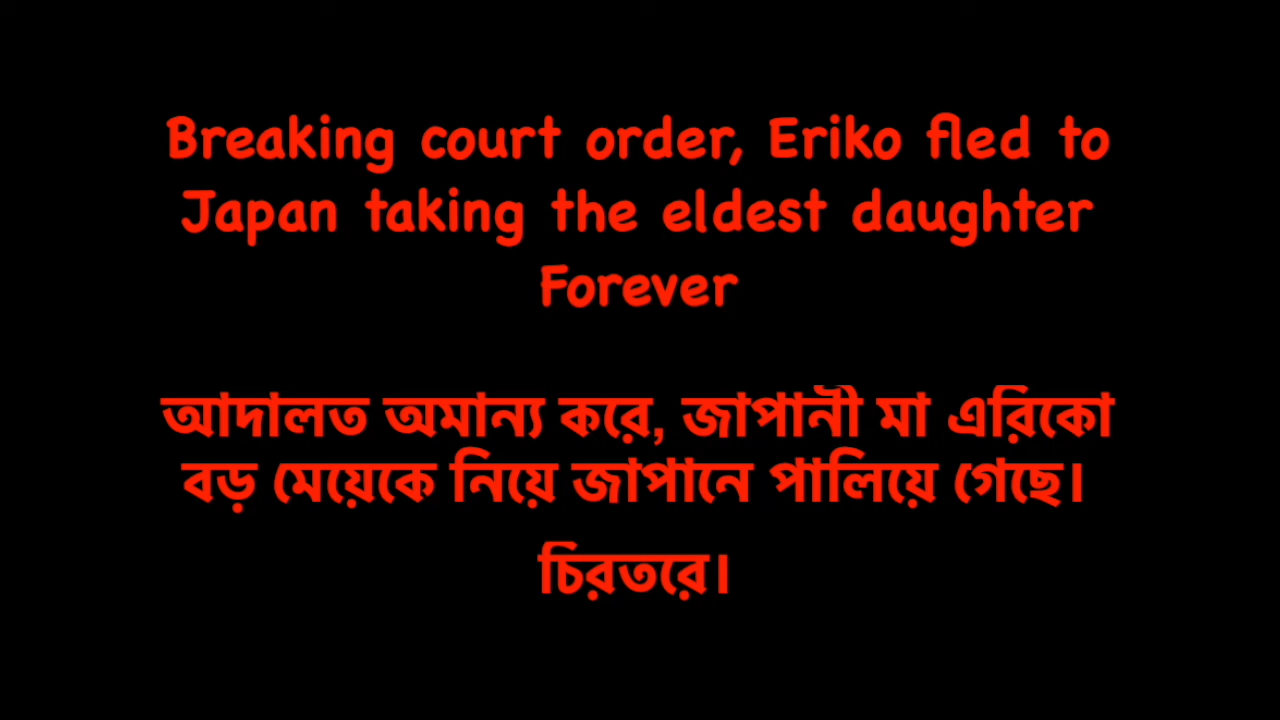 Breaking court order, Eriko fled to
Japan taking the eldest daughter
Forever
আদালত অমান্য করে, জাপানী মা এরিকো
বড় মেয়েকে নিয়ে জাপানে পালিয়ে গেছে।
চিরতরে।